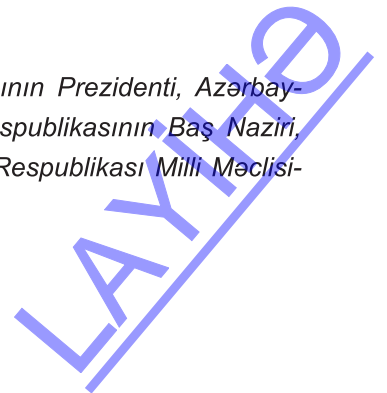 ının Prezidenti, Azərbay-
spublikasının Baş Naziri,
Respublikası Milli Məclisi-
LAYİHƏ